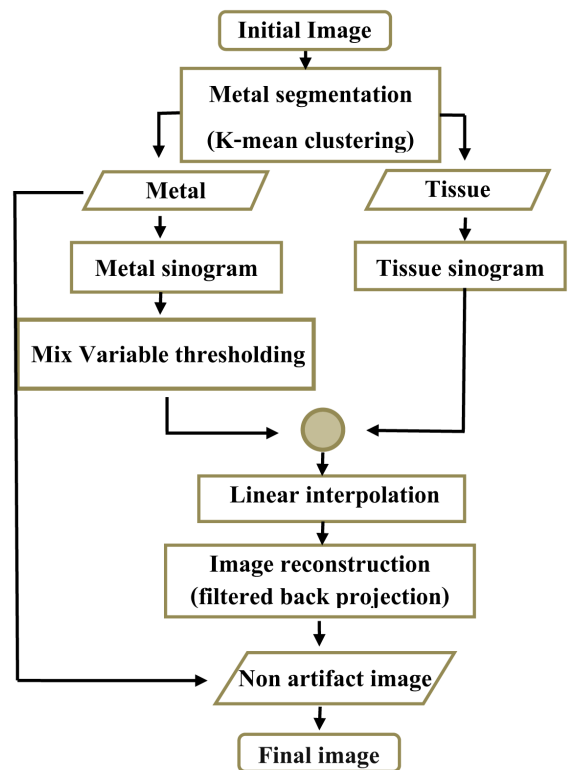 Initial Image
Metal segmentation
(K-mean clustering)
Metal
Tissue
Metal sinogram
Tissue sinogram
Mix Variable thresholding
Linear interpolation
Image reconstruction
(filtered back projection)
Non artifact image
Final image